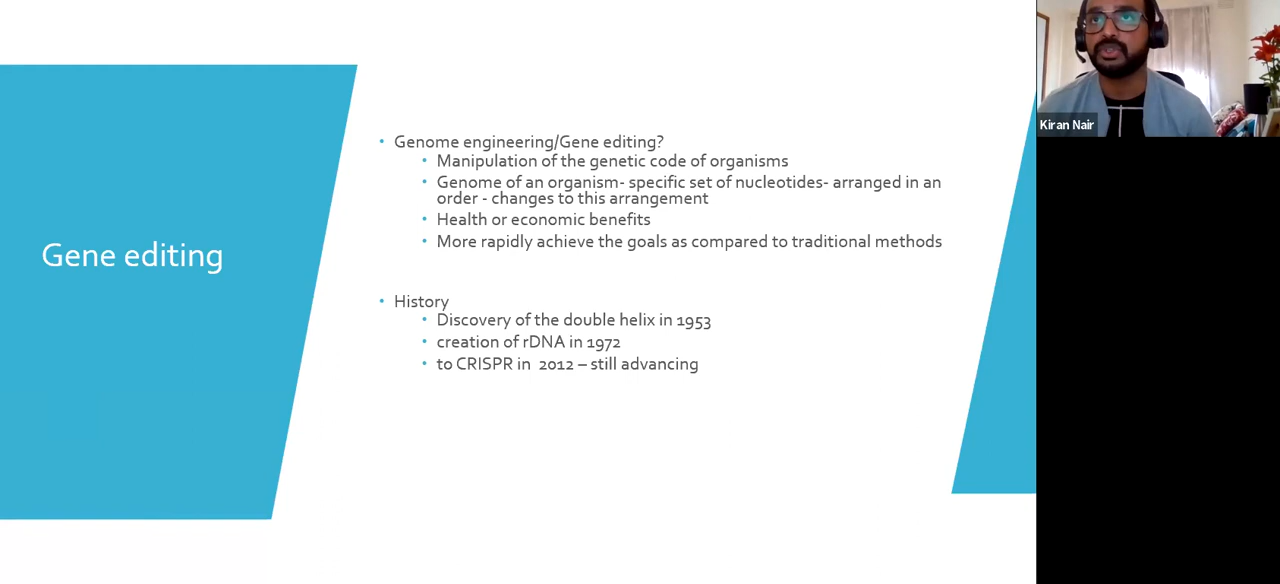 Gene editing
Genome engineering/Gene editing?
Manipulation of the genetic code of organisms
Genome of an organism- specific set of nucleotides- arranged in an
order - changes to this arrangement
Health or economic benefits
More rapidly achieve the goals as compared to traditional methods
History
Discovery of the double helix in 1953
creation of rDNA in 1972
to CRISPR in  2012 – still advancing
Kiran Nair